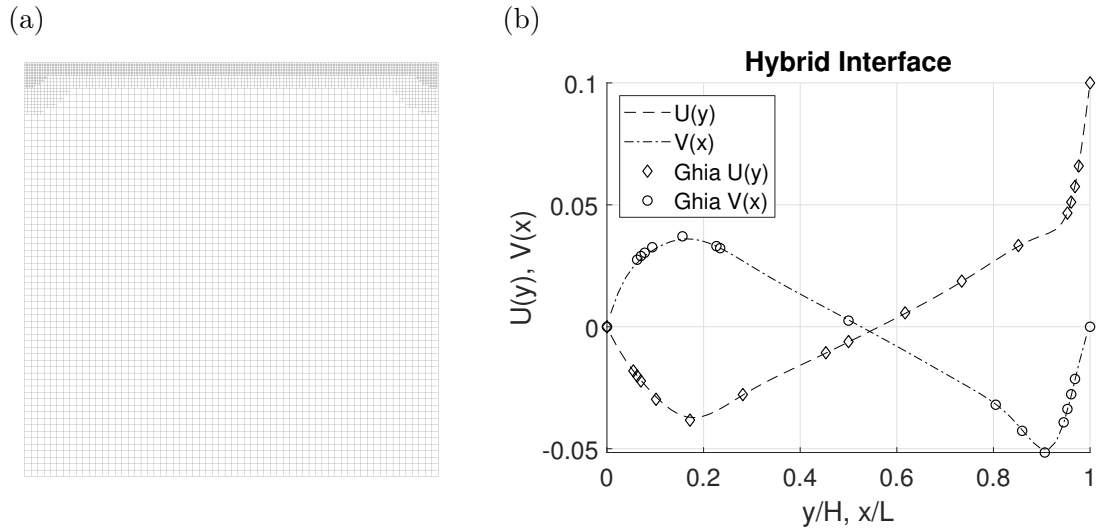 (a)
(b)
Hybrid Interface
U(y)
V(x)
Ghia U(y)
Ghia V(x)
U(y), V(x)
0.1
0.05
0
-0.05
0 0.2 0.4 0.6 0.8 1
y/H, x/L